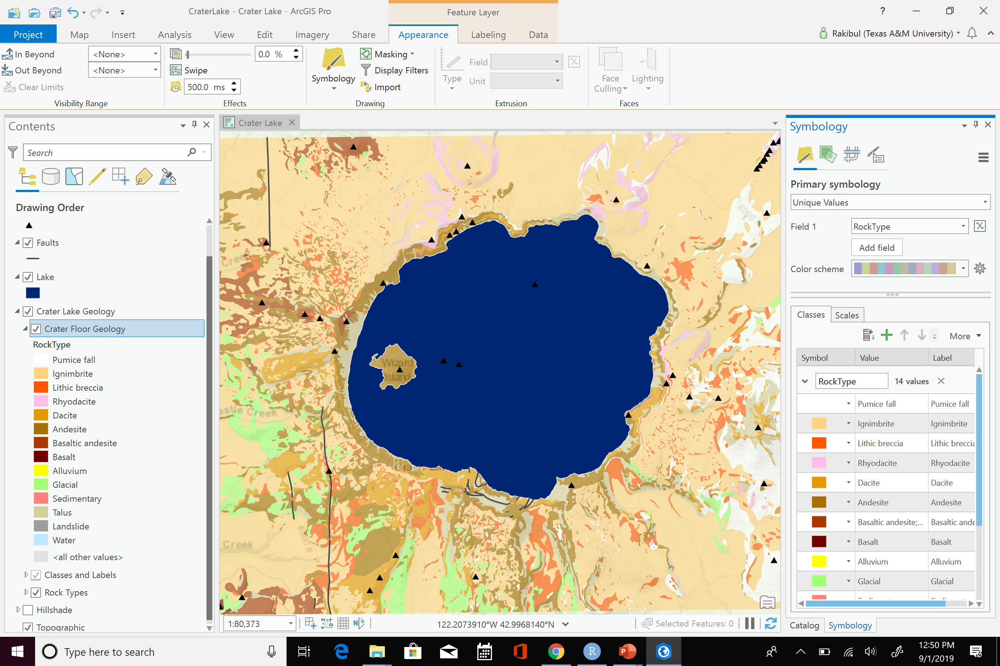 CraterLake - Crater Lake - ArcGIS Pro
Feature Layer
?
Project
Map
Insert
Analysis
View
Edit
Imagery
Share
Appearance
Labeling
Data
Rakibul (Texas A&M University)
In Beyond
<None>
Out Beyond
<None>
Clear Limits
Visibility Range
0.0 %
Swipe
500.0 ms
Effects
Symbology
Masking
Display Filters
Import
Drawing
Type
Field
Unit
Extrusion
Face
Culling
Lighting
Faces
Contents
Search
Drawing Order
Faults
Lake
Crater Lake Geology
Crater Floor Geology
RockType
Pumice fall
Ignimbrite
Lithic breccia
Rhyodacite
Dacite
Andesite
Basaltic andesite
Basalt
Alluvium
Glacial
Sedimentary
Talus
Landslide
Water
<all other values>
Classes and Labels
Rock Types
Hillshade
Topographic
Crater Lake
Creek
6000 ft
Wizard
Island
astle Creek
Creek
6000 ft
1:80,373
122.2073910°W 42.9968140°N
Selected Features: 0
Symbology
Primary symbology
Unique Values
Field 1
RockType
Add field
Color scheme
Classes
Scales
More
Symbol
Value
Label
RockType
14 values
Pumice fall
Pumice fall
Ignimbrite
Ignimbrite
Lithic breccia
Lithic breccia
Rhyodacite
Rhyodacite
Dacite
Dacite
Andesite
Andesite
Basaltic andesite;...
Basaltic ande
Basalt
Basalt
Alluvium
Alluvium
Glacial
Glacial
Catalog
Symbology
Type here to search
12:50 PM
9/1/2019